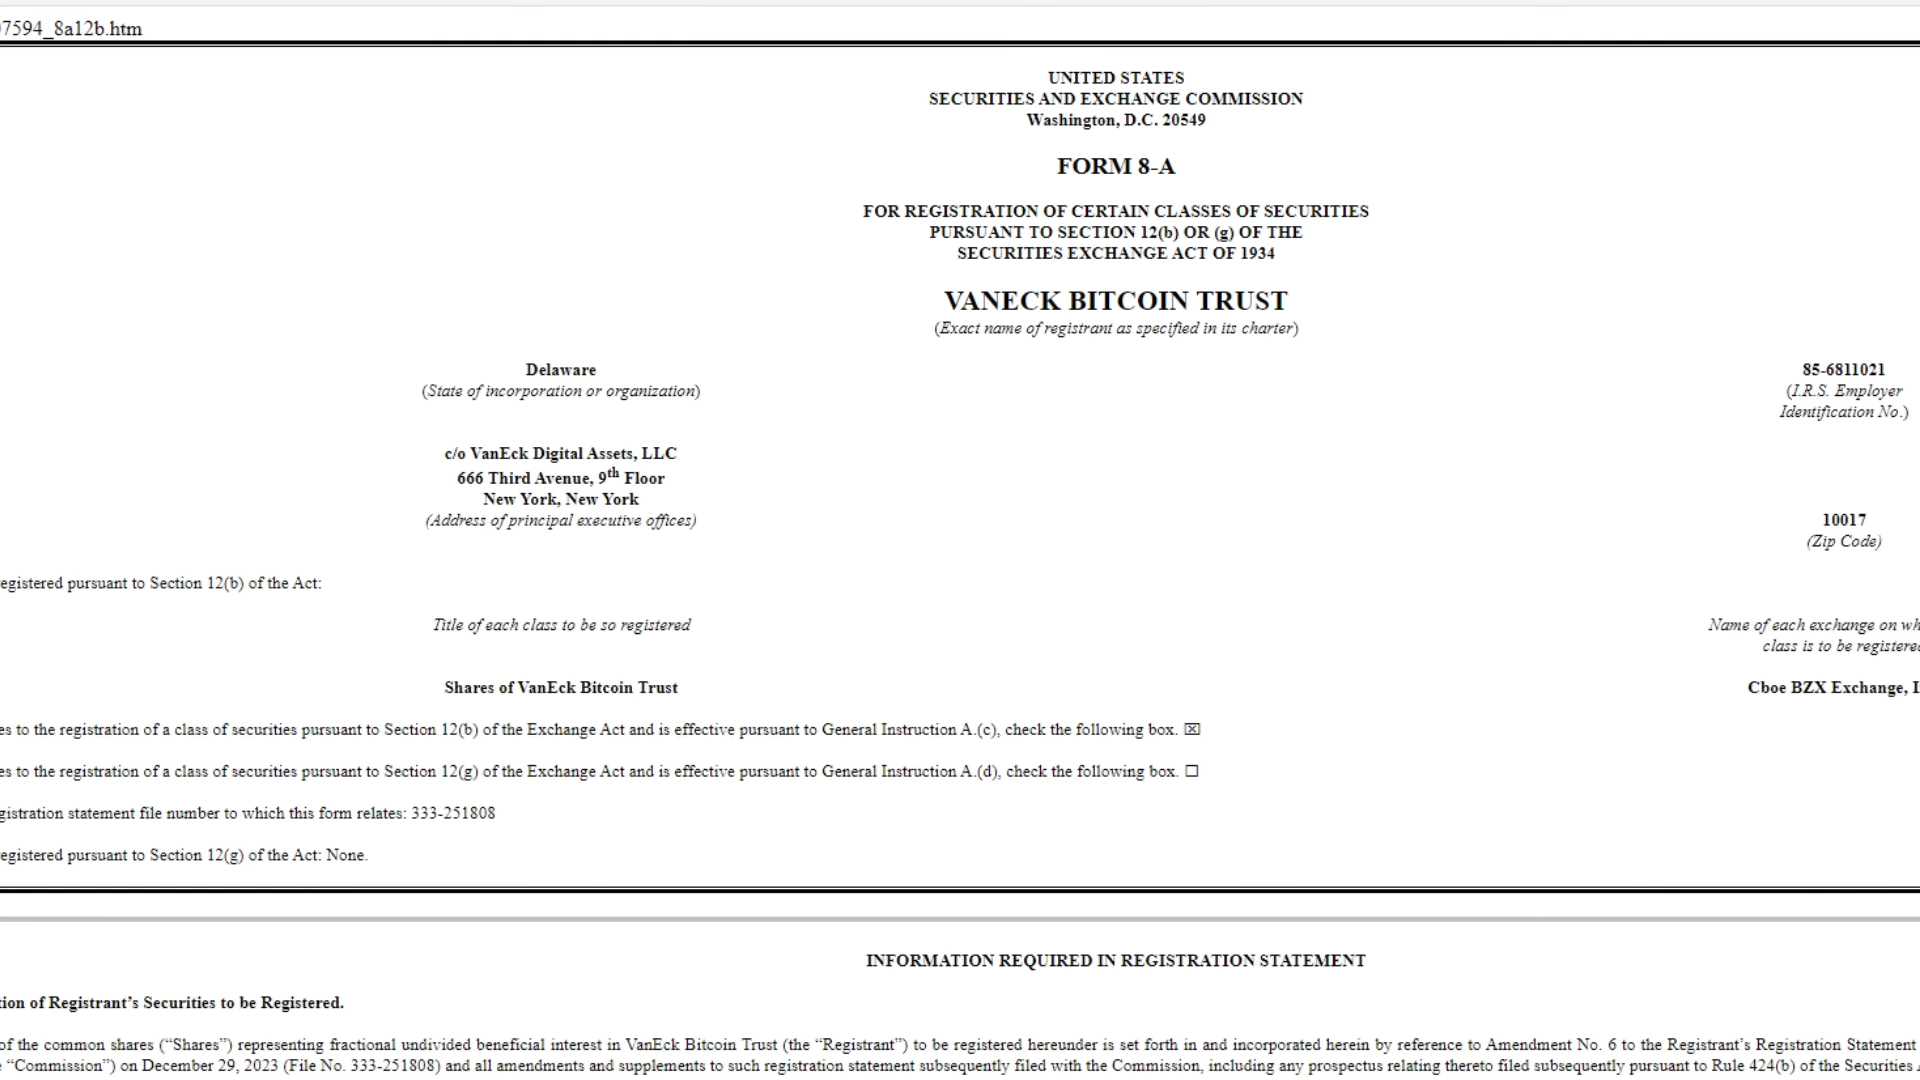 7594_8a12b.htm
UNITED STATES
SECURITIES AND EXCHANGE COMMISSION
Washington, D.C. 20549
FORM 8-A
FOR REGISTRATION OF CERTAIN CLASSES OF SECURITIES
PURSUANT TO SECTION 12(b) OR (g) OF THE
SECURITIES EXCHANGE ACT OF 1934
VANECK BITCOIN TRUST
(Exact name of registrant as specified in its charter)
Delaware
(State of incorporation or organization)
85-6811021
(I.R.S. Employer
Identification No.)
c/o VanEck Digital Assets, LLC
666 Third Avenue, 9th Floor
New York, New York
(Address of principal executive offices)
10017
(Zip Code)
egistered pursuant to Section 12(b) of the Act:
Title of each class to be so registered
Name of each exchange on wh
class is to be registered
Shares of VanEck Bitcoin Trust
Cboe BZX Exchange, I
es to the registration of a class of securities pursuant to Section 12(b) of the Exchange Act and is effective pursuant to General Instruction A.(c), check the following box. ☒
es to the registration of a class of securities pursuant to Section 12(g) of the Exchange Act and is effective pursuant to General Instruction A.(d), check the following box. ☐
gistration statement file number to which this form relates: 333-251808
egistered pursuant to Section 12(g) of the Act: None.
INFORMATION REQUIRED IN REGISTRATION STATEMENT
tion of Registrant’s Securities to be Registered.
of the common shares (“Shares”) representing fractional undivided beneficial interest in VanEck Bitcoin Trust (the “Registrant”) to be registered hereunder is set forth in and incorporated herein by reference to Amendment No. 6 to the Registrant’s Registration Statement
“Commission”) on December 29, 2023 (File No. 333-251808) and all amendments and supplements to such registration statement subsequently filed with the Commission, including any prospectus relating thereto filed subsequently pursuant to Rule 424(b) of the Securities